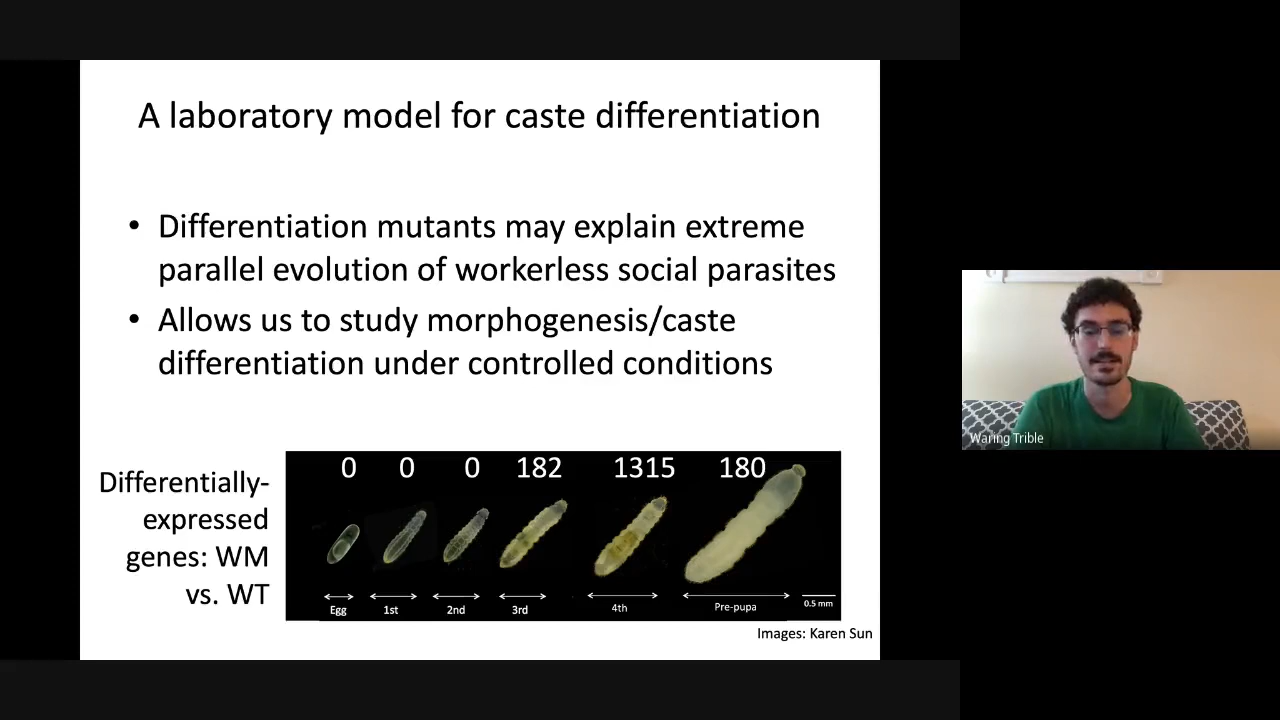 A laboratory model for caste differentiation
• Differentiation mutants may explain extreme
parallel evolution of workerless social parasites
• Allows us to study morphogenesis/caste
differentiation under controlled conditions
Differentially-
expressed
genes: WM
vs. WT
0 0 0 182 1315 180
Egg 1st 2nd 3rd 4th Pre-pupa 0.5 mm
Images: Karen Sun
Waring Trible